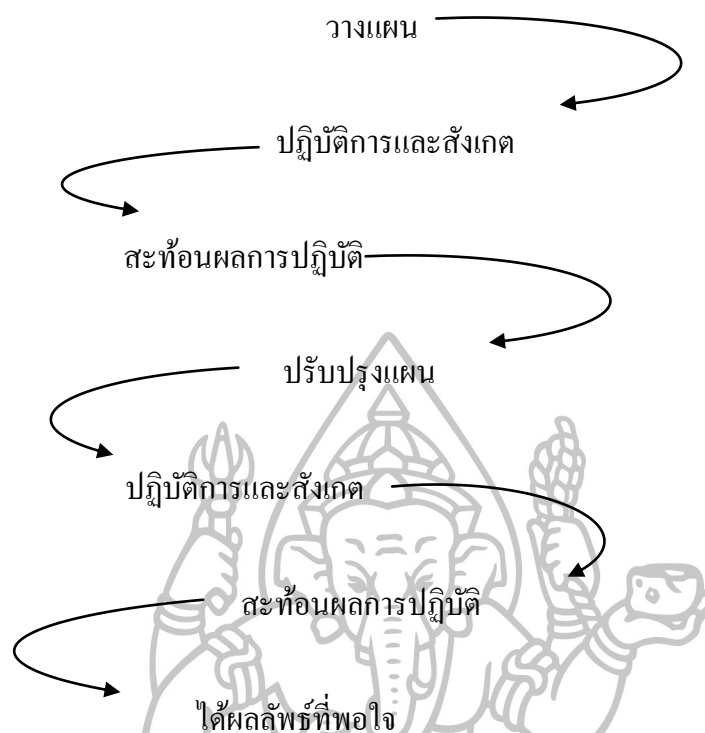 วางแผน
ปฏิบัติการและสังเกต
สะท้อนผลการปฏิบัติ
ปรับปรุงแผน
ปฏิบัติการและสังเกต
สะท้อนผลการปฏิบัติ
ได้ผลลัพธ์ที่พอใจ